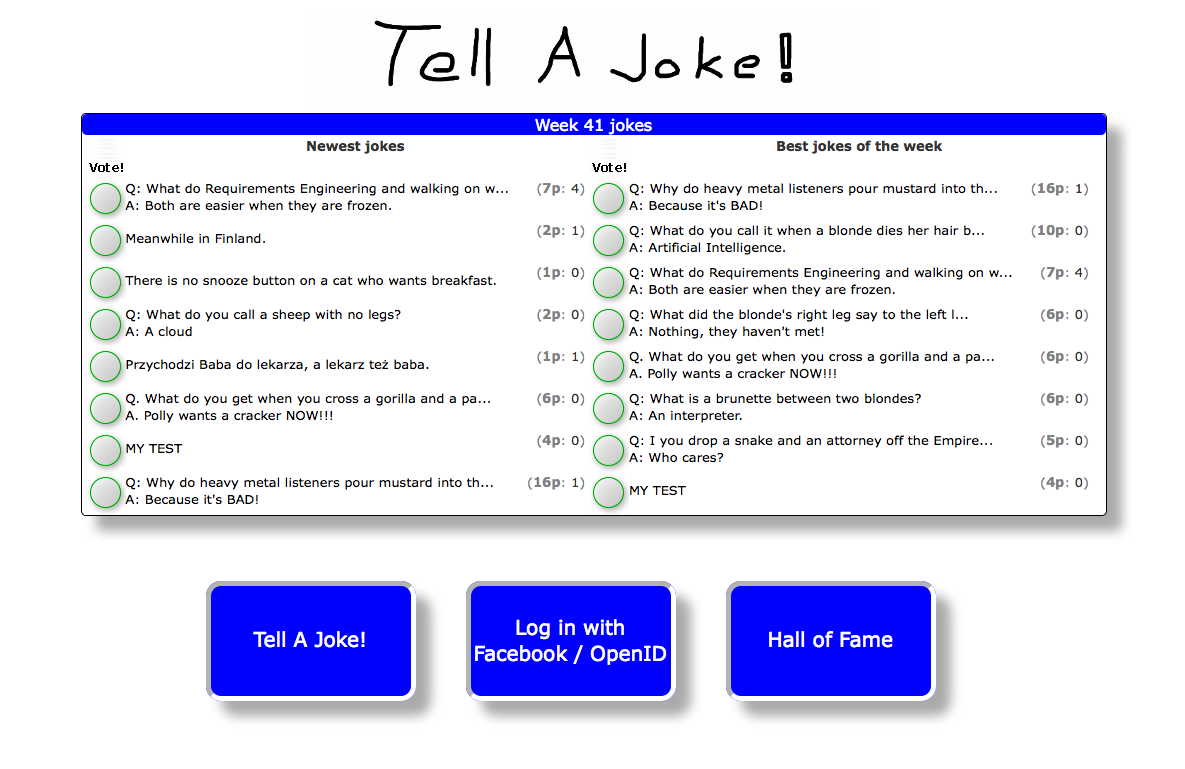 Tell A Joke!
Week 41 jokes
Newest jokes
Vote!
Q: What do Requirements Engineering and walking on w... (7p: 4)
A: Both are easier when they are frozen.
Meanwhile in Finland. (2p: 1)
There is no snooze button on a cat who wants breakfast. (1p: 0)
Q: What do you call a sheep with no legs? (2p: 0)
A: A cloud
Przychodzi Baba do lekarza, a lekarz też baba. (1p: 1)
Q. What do you get when you cross a gorilla and a pa... (6p: 0)
A. Polly wants a cracker NOW!!!
MY TEST (4p: 0)
Q: Why do heavy metal listeners pour mustard into th... (16p: 1)
A: Because it's BAD!
Best jokes of the week
Vote!
Q: Why do heavy metal listeners pour mustard into th... (16p: 1)
A: Because it's BAD!
Q: What do you call it when a blonde dies her hair b... (10p: 0)
A: Artificial Intelligence.
Q: What do Requirements Engineering and walking on w... (7p: 4)
A: Both are easier when they are frozen.
Q: What did the blonde's right leg say to the left l... (6p: 0)
A: Nothing, they haven't met!
Q. What do you get when you cross a gorilla and a pa... (6p: 0)
A. Polly wants a cracker NOW!!!
Q: What is a brunette between two blondes? (6p: 0)
A: An interpreter.
Q: I you drop a snake and an attorney off the Empire... (5p: 0)
A: Who cares?
MY TEST (4p: 0)
Tell A Joke!
Log in with
Facebook / OpenID
Hall of Fame